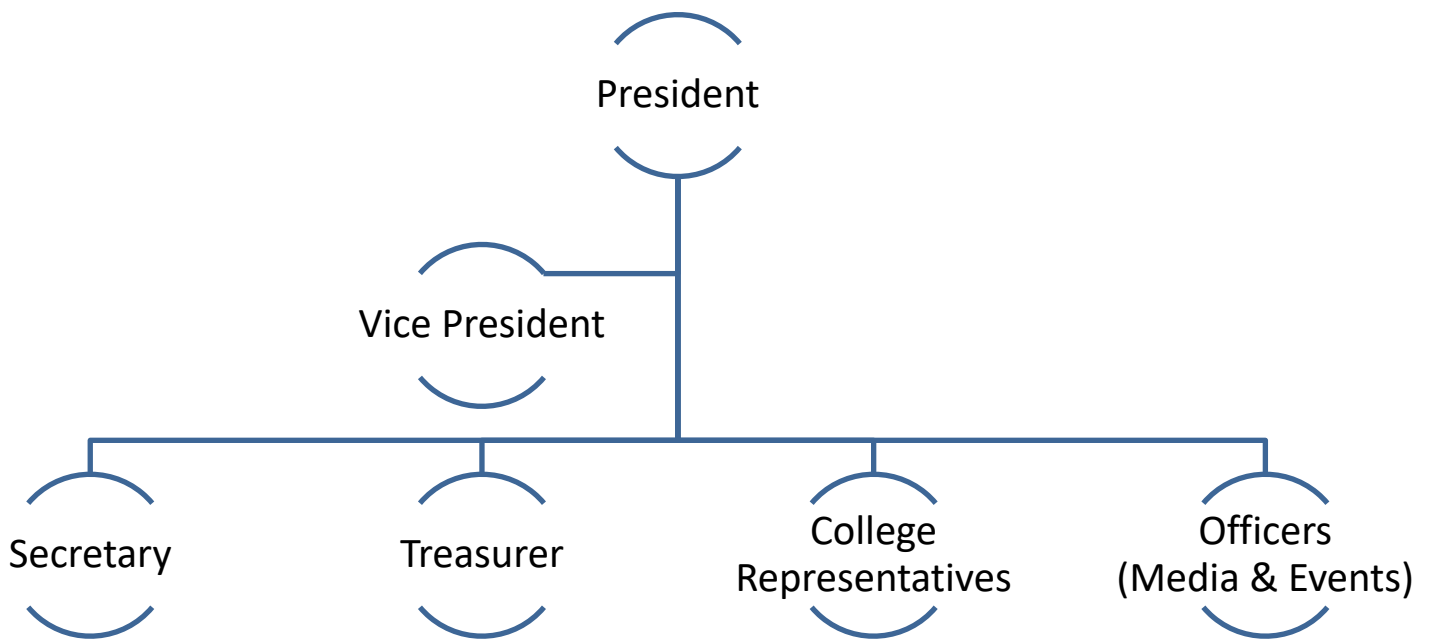 President
Vice President
Secretary
Treasurer
College
Representatives
Officers
(Media & Events)